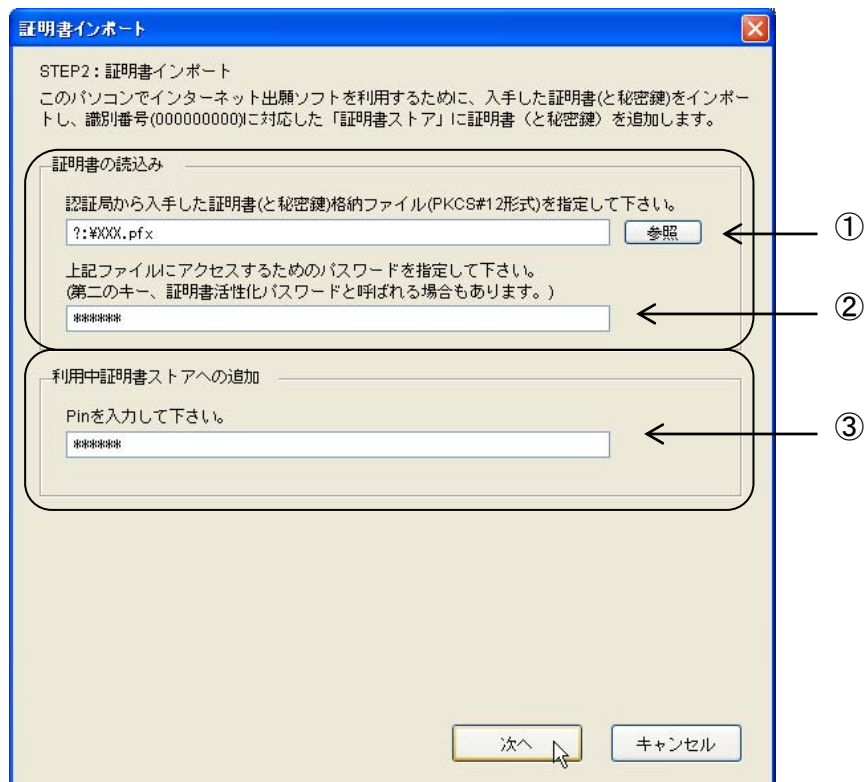 証明書インポート
STEP2：証明書インポート
このパソコンでインターネット出願ソフトを利用するために、入手した証明書(と秘密鍵)をインポー
トし、識別番号(000000000)に対応した「証明書ストア」に証明書（と秘密鍵）を追加します。
証明書の読込み
認証局から入手した証明書(と秘密鍵)格納ファイル(PKCS#12形式)を指定して下さい。
?:¥XXX.pfx 参照 ①
上記ファイルにアクセスするためのパスワードを指定して下さい。
(第二のキー、証明書活性化パスワードと呼ばれる場合もあります。)
****** ②
利用中証明書ストアへの追加
Pinを入力して下さい。
****** ③
次へ キャンセル